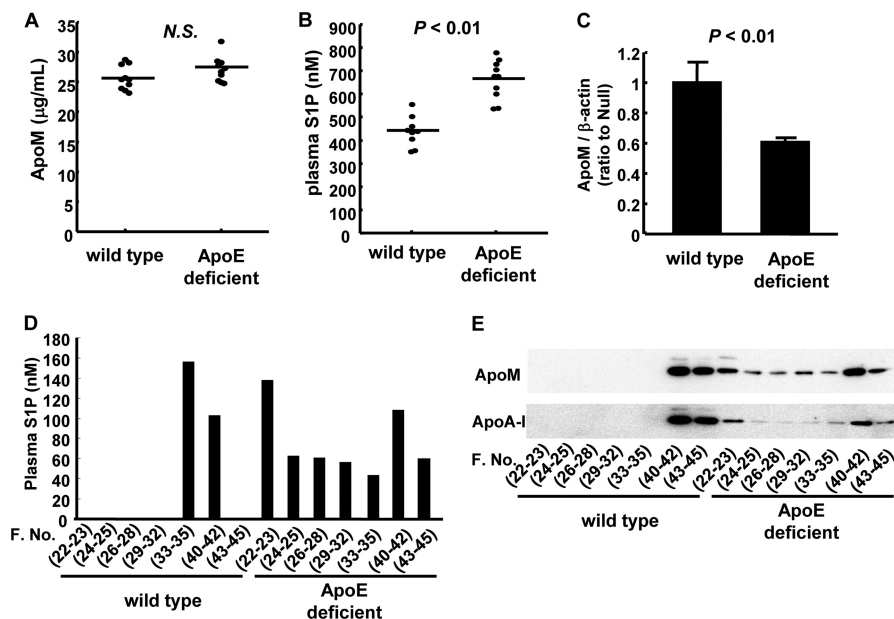 A
N.S.
ApoM (µg/mL)
35
30
25
20
15
10
5
0
wild type
ApoE
deficient
B
P < 0.01
plasma S1P (nM)
900
800
700
600
500
400
300
200
100
0
wild type
ApoE
deficient
C
P < 0.01
ApoM / β-actin
(ratio to Null)
1.2
1
0.8
0.6
0.4
0.2
0
wild type
ApoE
deficient
D
Plasma S1P (nM)
180
160
140
120
100
80
60
40
20
0
F. No.
(22-23)
(24-25)
(26-28)
(29-32)
(33-35)
(40-42)
(43-45)
(22-23)
(24-25)
(26-28)
(29-32)
(33-35)
(40-42)
(43-45)
wild type
ApoE
deficient
E
ApoM
ApoA-I
F. No.
(22-23)
(24-25)
(26-28)
(29-32)
(33-35)
(40-42)
(43-45)
(22-23)
(24-25)
(26-28)
(29-32)
(33-35)
(40-42)
(43-45)
wild type
ApoE
deficient